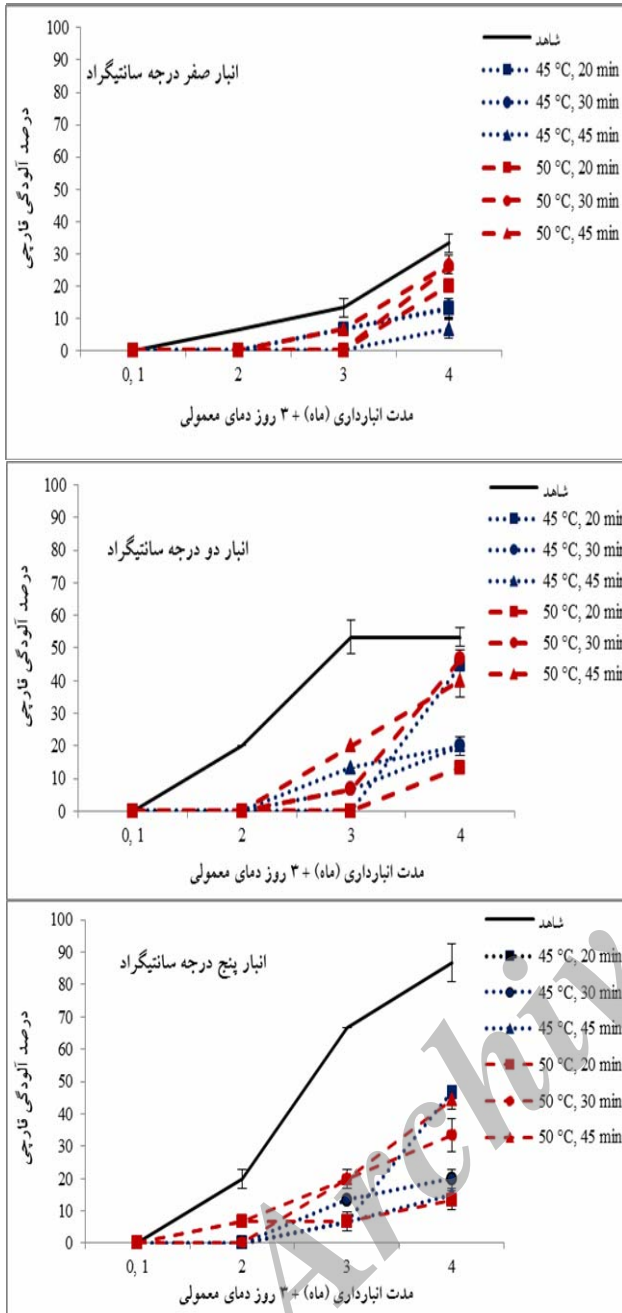 انبار صفر درجه سانتیگراد
درصد آلودگی قارچی
100
90
80
70
60
50
40
30
20
10
0
0, 1
2
3
4
مدت انبارداری (ماه) + ۳ روز دمای معمولی
شاهد
45 °C, 20 min
45 °C, 30 min
45 °C, 45 min
50 °C, 20 min
50 °C, 30 min
50 °C, 45 min
انبار دو درجه سانتیگراد
درصد آلودگی قارچی
100
90
80
70
60
50
40
30
20
10
0
0, 1
2
3
4
مدت انبارداری (ماه) + ۳ روز دمای معمولی
شاهد
45 °C, 20 min
45 °C, 30 min
45 °C, 45 min
50 °C, 20 min
50 °C, 30 min
50 °C, 45 min
انبار پنج درجه سانتیگراد
درصد آلودگی قارچی
100
90
80
70
60
50
40
30
20
10
0
0, 1
2
3
4
مدت انبارداری (ماه) + ۳ روز دمای معمولی
شاهد
45 °C, 20 min
45 °C, 30 min
45 °C, 45 min
50 °C, 20 min
50 °C, 30 min
50 °C, 45 min
Archiv